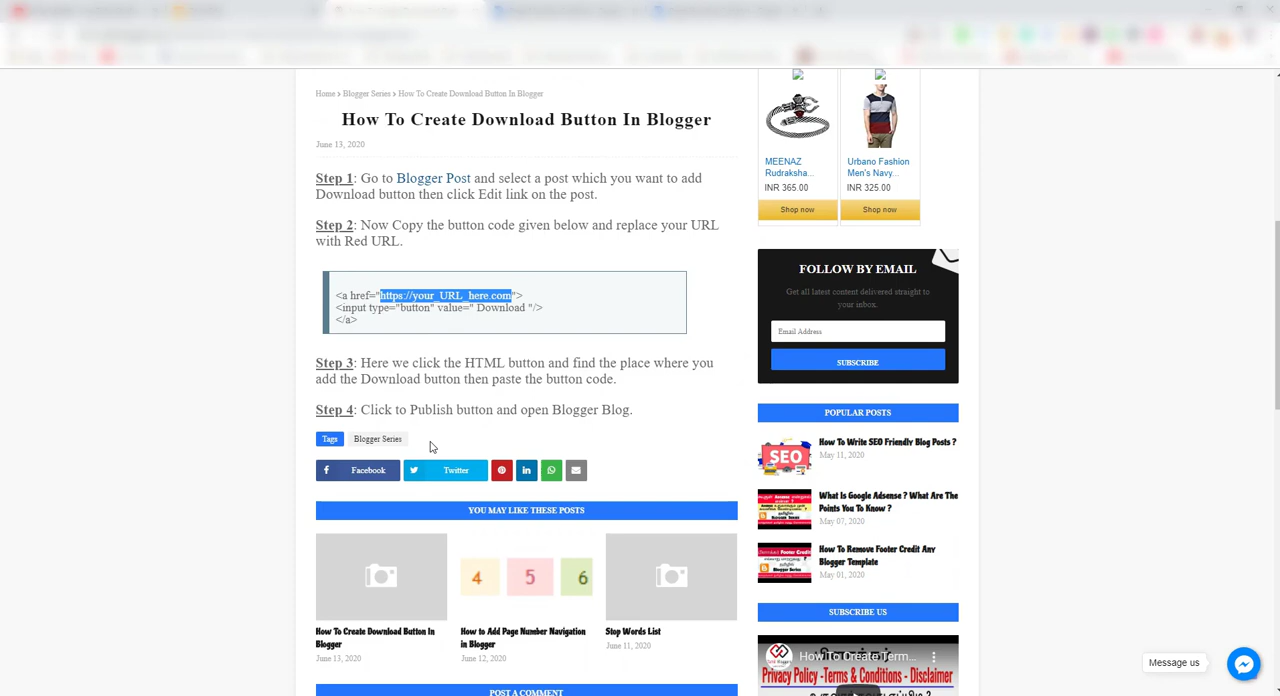 Home › Blogger Series › How To Create Download Button In Blogger
How To Create Download Button In Blogger
June 13, 2020
Step 1: Go to Blogger Post and select a post which you want to add
Download button then click Edit link on the post.
Step 2: Now Copy the button code given below and replace your URL
with Red URL.
<a href="https://your_URL_here.com">
<input type="button" value=" Download "/>
</a>
Step 3: Here we click the HTML button and find the place where you
add the Download button then paste the button code.
Step 4: Click to Publish button and open Blogger Blog.
Tags Blogger Series
Facebook Twitter
YOU MAY LIKE THESE POSTS
4 5 6
How To Create Download Button In
Blogger
June 13, 2020
How to Add Page Number Navigation
in Blogger
June 12, 2020
Stop Words List
June 11, 2020
POST A COMMENT
MEENAZ
Rudraksha...
INR 365.00
Shop now
Urbano Fashion
Men's Navy...
INR 325.00
Shop now
FOLLOW BY EMAIL
Get all latest content delivered straight to
your inbox.
Email Address
SUBSCRIBE
POPULAR POSTS
SEO
How To Write SEO Friendly Blog Posts ?
May 11, 2020
What Is Google Adsense ? What Are The
Points You To Know ?
May 07, 2020
How To Remove Footer Credit Any
Blogger Template
May 01, 2020
SUBSCRIBE US
How To Create Term...
Privacy Policy -Terms & Conditions - Disclaimer
Message us